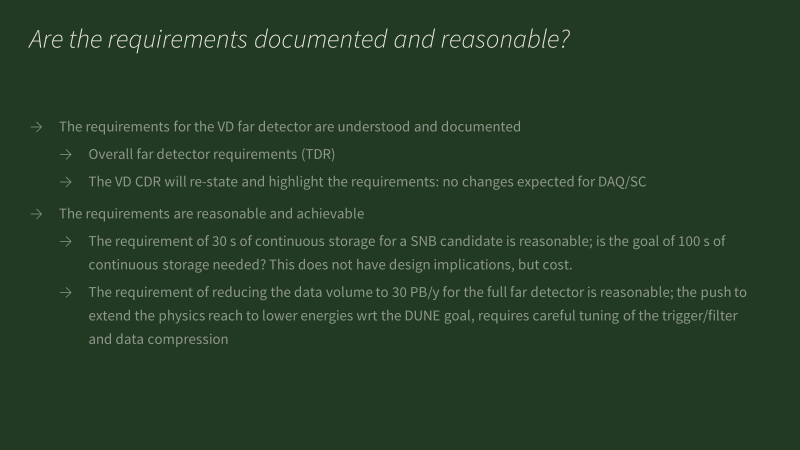 Are the requirements documented and reasonable?
→ The requirements for the VD far detector are understood and documented
→ Overall far detector requirements (TDR)
→ The VD CDR will re-state and highlight the requirements: no changes expected for DAQ/SC
→ The requirements are reasonable and achievable
→ The requirement of 30 s of continuous storage for a SNB candidate is reasonable; is the goal of 100 s of
continuous storage needed? This does not have design implications, but cost.
→ The requirement of reducing the data volume to 30 PB/y for the full far detector is reasonable; the push to
extend the physics reach to lower energies wrt the DUNE goal, requires careful tuning of the trigger/filter
and data compression